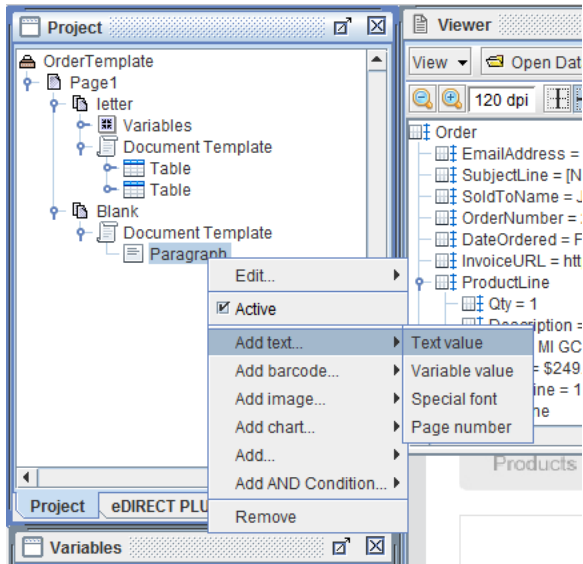 Project
OrderTemplate
Page1
letter
Variables
Document Template
Table
Table
Blank
Document Template
Paragraph
Edit...
Active
Add text...
Add barcode...
Add image...
Add chart...
Add...
Add AND Condition...
Remove
Text value
Variable value
Special font
Page number
Project
eDIRECT PLU
Variables
Viewer
View
Open Dat
120 dpi
Order
EmailAddress =
SubjectLine = [N
SoldToName = J
OrderNumber =
DateOrdered = F
InvoiceURL = htt
ProductLine
Qty = 1
Description =
MI GC
= $249
ine = 1
ne
Products